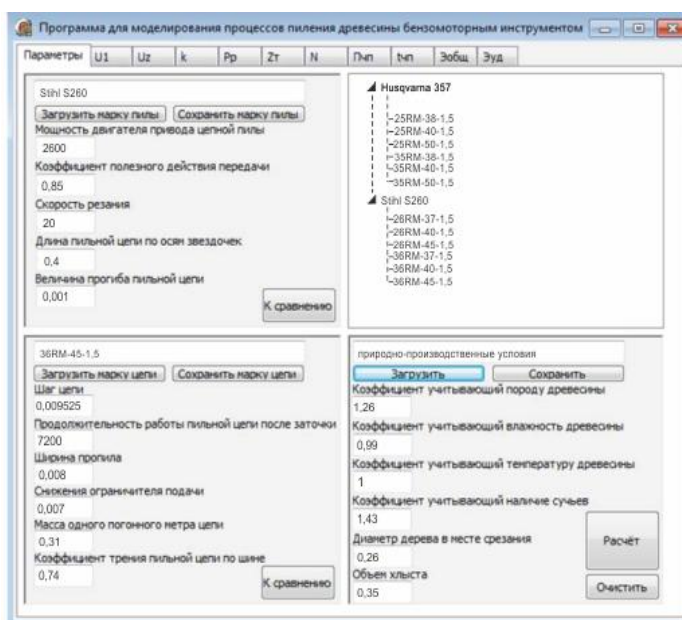 Программа для моделирования процессов пиления древесины бензомоторным инструментом
Параметры U1 Uz k Pp Zт N Пчп tчп Эобщ Эуд
Stihl S260
Загрузить марку пилы Сохранить марку пилы
Мощность двигателя привода цепной пилы
2600
Коэффициент полезного действия передачи
0,85
Скорость резания
20
Длина пильной цепи по осям звездочек
0,4
Величина прогиба пильной цепи
0,001
К сравнению
Husqvarna 357
25RM-38-1,5
25RM-40-1,5
25RM-50-1,5
35RM-38-1,5
35RM-40-1,5
35RM-50-1,5
Stihl S260
26RM-37-1,5
26RM-40-1,5
26RM-45-1,5
36RM-37-1,5
36RM-40-1,5
36RM-45-1,5
36RM-45-1,5
Загрузить марку цепи Сохранить марку цепи
Шаг цепи
0,009525
Продолжительность работы пильной цепи после заточки
7200
Ширина пропила
0,008
Снижения ограничителя подачи
0,007
Масса одного погонного метра цепи
0,31
Коэффициент трения пильной цепи по шине
0,74
К сравнению
природно-производственные условия
Загрузить Сохранить
Коэффициент учитывающий породу древесины
1,26
Коэффициент учитывающий влажность древесины
0,99
Коэффициент учитывающий температуру древесины
1
Коэффициент учитывающий наличие сучьев
1,43
Диаметр дерева в месте срезания
0,26
Объем хлыста
0,35
Расчёт
Очистить